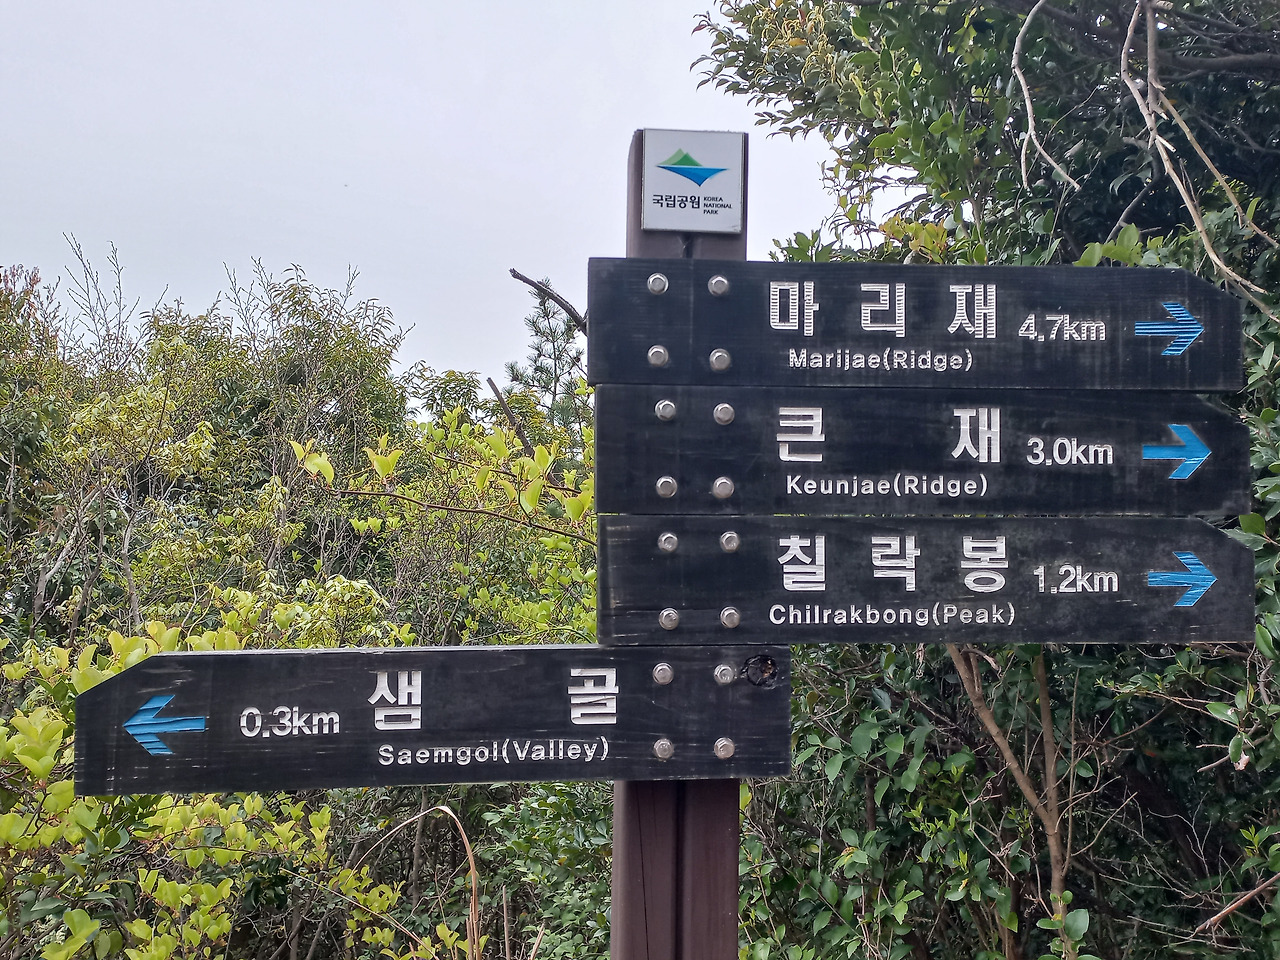 국립공원 KOREA NATIONAL PARK
마리재 4.7km
Marijae(Ridge)
큰재 3.0km
Keunjae(Ridge)
칠락봉 1.2km
Chilrakbong(Peak)
0.3km 샘골
Saemgol(Valley)